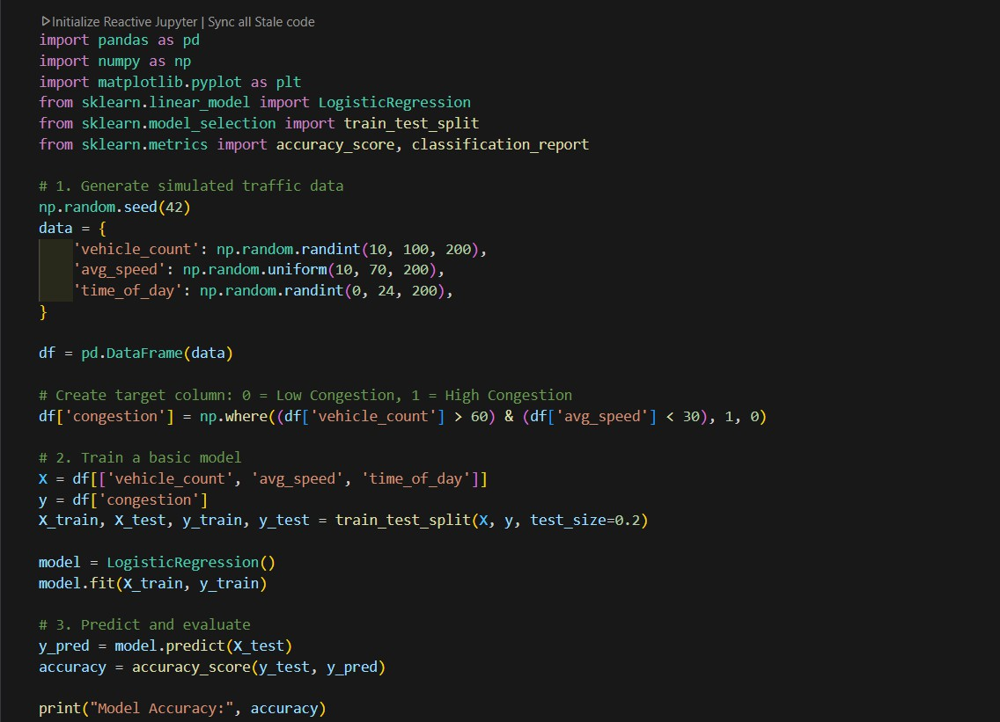 ▷Initialize Reactive Jupyter | Sync all Stale code
import pandas as pd
import numpy as np
import matplotlib.pyplot as plt
from sklearn.linear_model import LogisticRegression
from sklearn.model_selection import train_test_split
from sklearn.metrics import accuracy_score, classification_report

# 1. Generate simulated traffic data
np.random.seed(42)
data = {
    'vehicle_count': np.random.randint(10, 100, 200),
    'avg_speed': np.random.uniform(10, 70, 200),
    'time_of_day': np.random.randint(0, 24, 200),
}

df = pd.DataFrame(data)

# Create target column: 0 = Low Congestion, 1 = High Congestion
df['congestion'] = np.where((df['vehicle_count'] > 60) & (df['avg_speed'] < 30), 1, 0)

# 2. Train a basic model
X = df[['vehicle_count', 'avg_speed', 'time_of_day']]
y = df['congestion']
X_train, X_test, y_train, y_test = train_test_split(X, y, test_size=0.2)

model = LogisticRegression()
model.fit(X_train, y_train)

# 3. Predict and evaluate
y_pred = model.predict(X_test)
accuracy = accuracy_score(y_test, y_pred)

print("Model Accuracy:", accuracy)